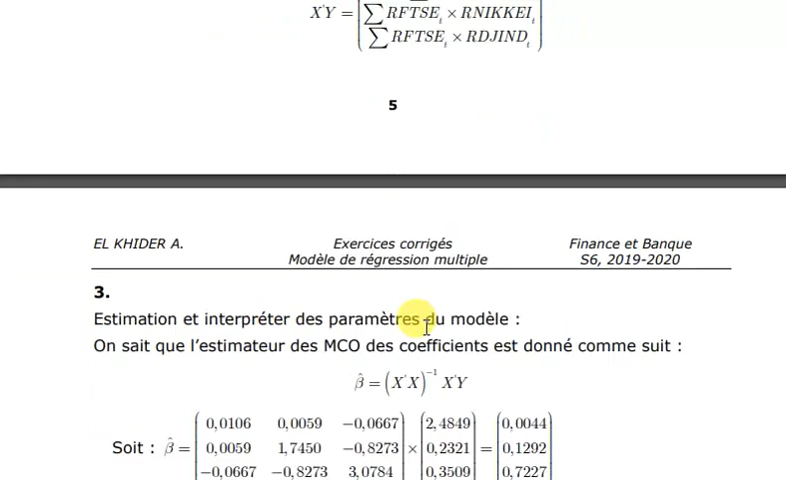 X'Y = ∑ RFTSE_t × RNIKKEI_t
∑ RFTSE_t × RDJIND_t
5
EL KHIDER A. Exercices corrigés Finance et Banque
Modèle de régression multiple S6, 2019-2020
3.
Estimation et interpréter des paramètres du modèle :
On sait que l’estimateur des MCO des coefficients est donné comme suit :
β̂ = (X'X)⁻¹ X'Y
0,0106 0,0059 −0,0667 2,4849 0,0044
Soit : β̂ = 0,0059 1,7450 −0,8273 × 0,2321 = 0,1292
−0,0667 −0,8273 3,0784 0,3509 0,7227